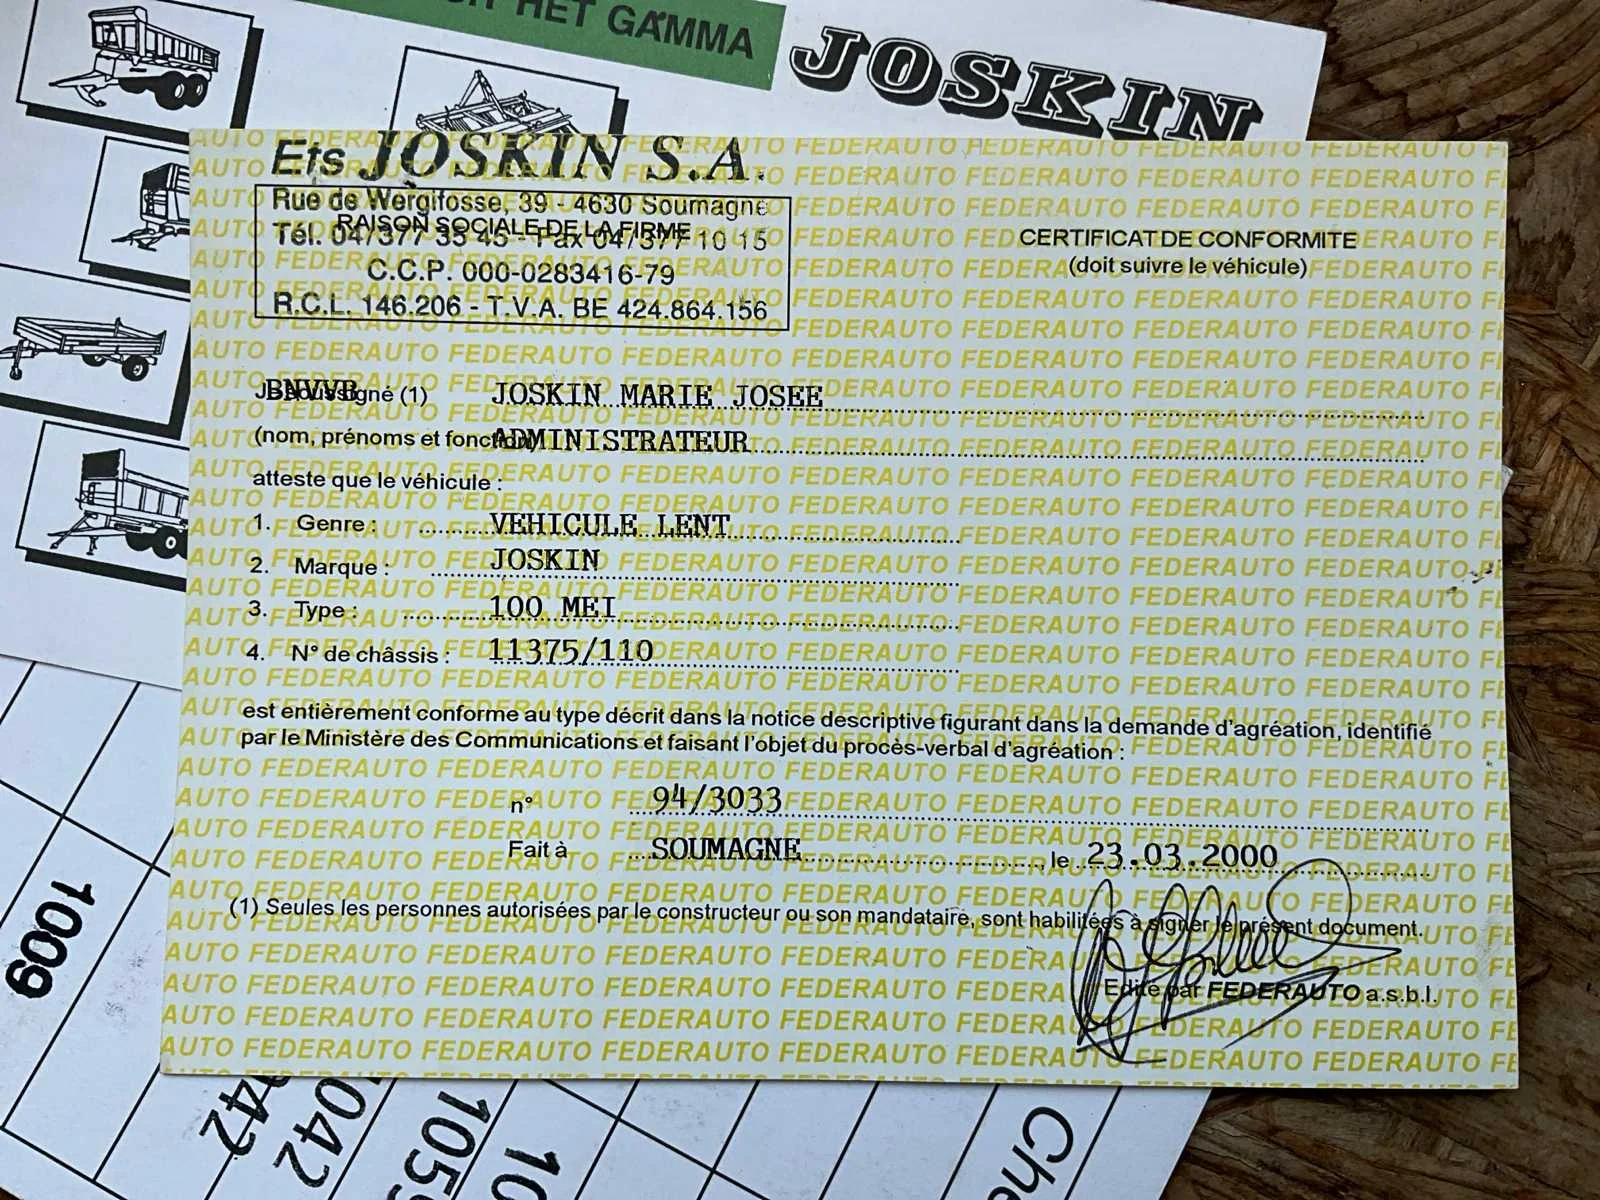 HET GAMMA
JOSKIN
Ets JOSKIN S.A.
Rue de Wergifosse, 39 - 4630 Soumagne
RAISON SOCIALE DE LA FIRME
Tél. 04/377 35 45 - Fax 04/377 10 15
C.C.P. 000-0283416-79
R.C.L. 146.206 - T.V.A. BE 424.864.156
CERTIFICAT DE CONFORMITE
(doit suivre le véhicule)
Je soussigné (1) JOSKIN MARIE JOSEE
(nom, prénoms et fonction) ADMINISTRATEUR
atteste que le véhicule :
1. Genre : VEHICULE LENT
2. Marque : JOSKIN
3. Type : 100 MEI
4. N° de châssis : 11375/110
est entièrement conforme au type décrit dans la notice descriptive figurant dans la demande d'agréation, identifié
par le Ministère des Communications et faisant l'objet du procès-verbal d'agréation :
n° 94/3033
Fait à SOUMAGNE le 23.03.2000
(1) Seules les personnes autorisées par le constructeur ou son mandataire, sont habilitées à signer le présent document.
Edité par FEDERAUTO a.s.b.l.
1009
1042